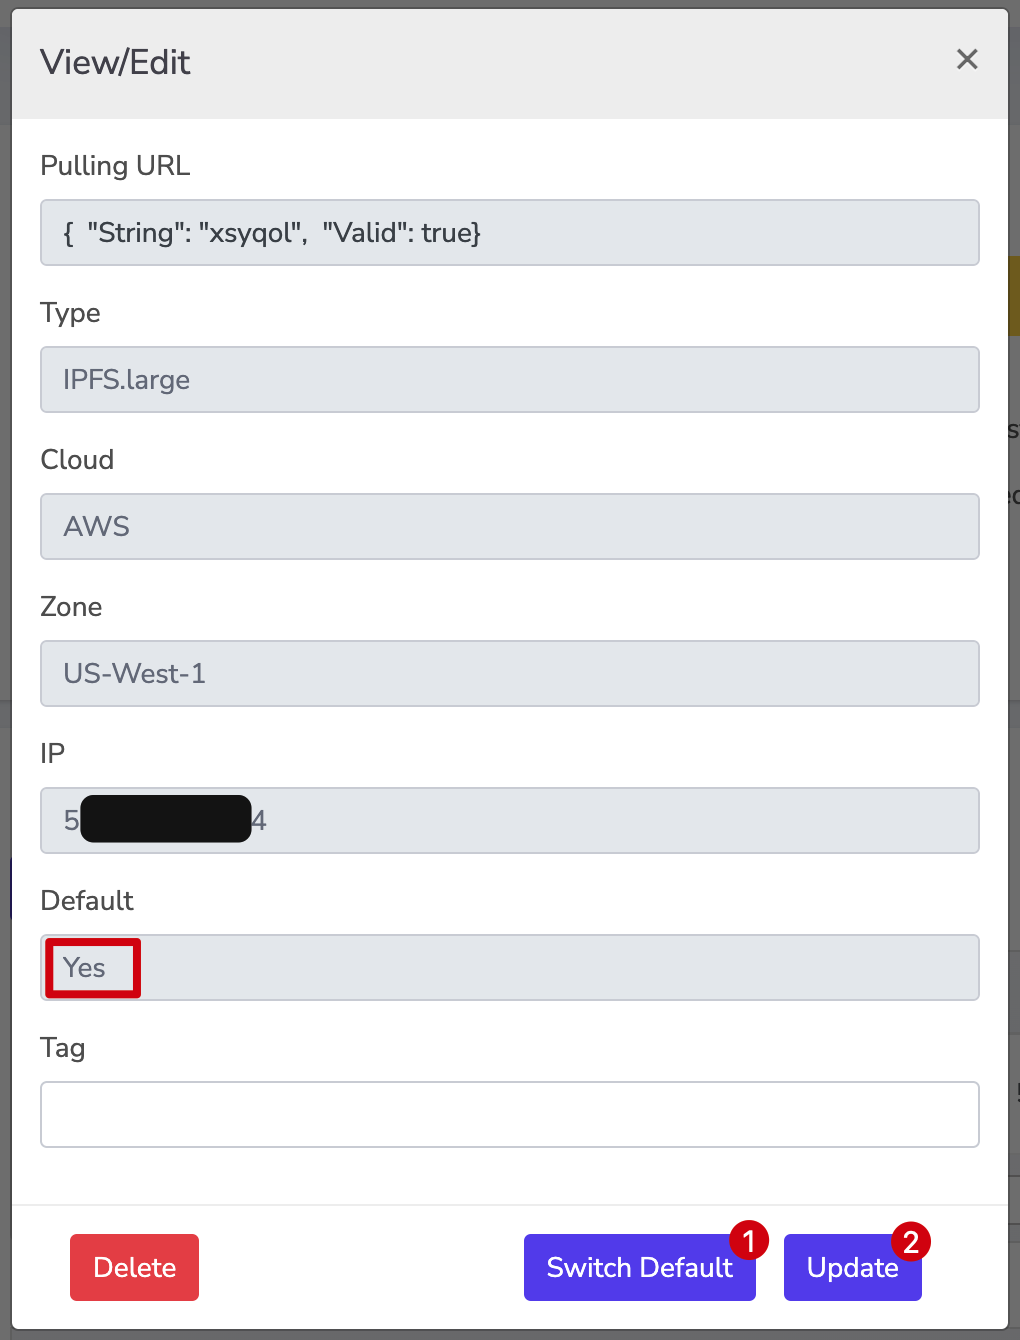 View/Edit
Pulling URL
{  "String": "xsyqol",  "Valid": true}
Type
IPFS.large
Cloud
AWS
Zone
US-West-1
IP
5 4
Default
Yes
Tag
Delete
Switch Default
1
Update
2